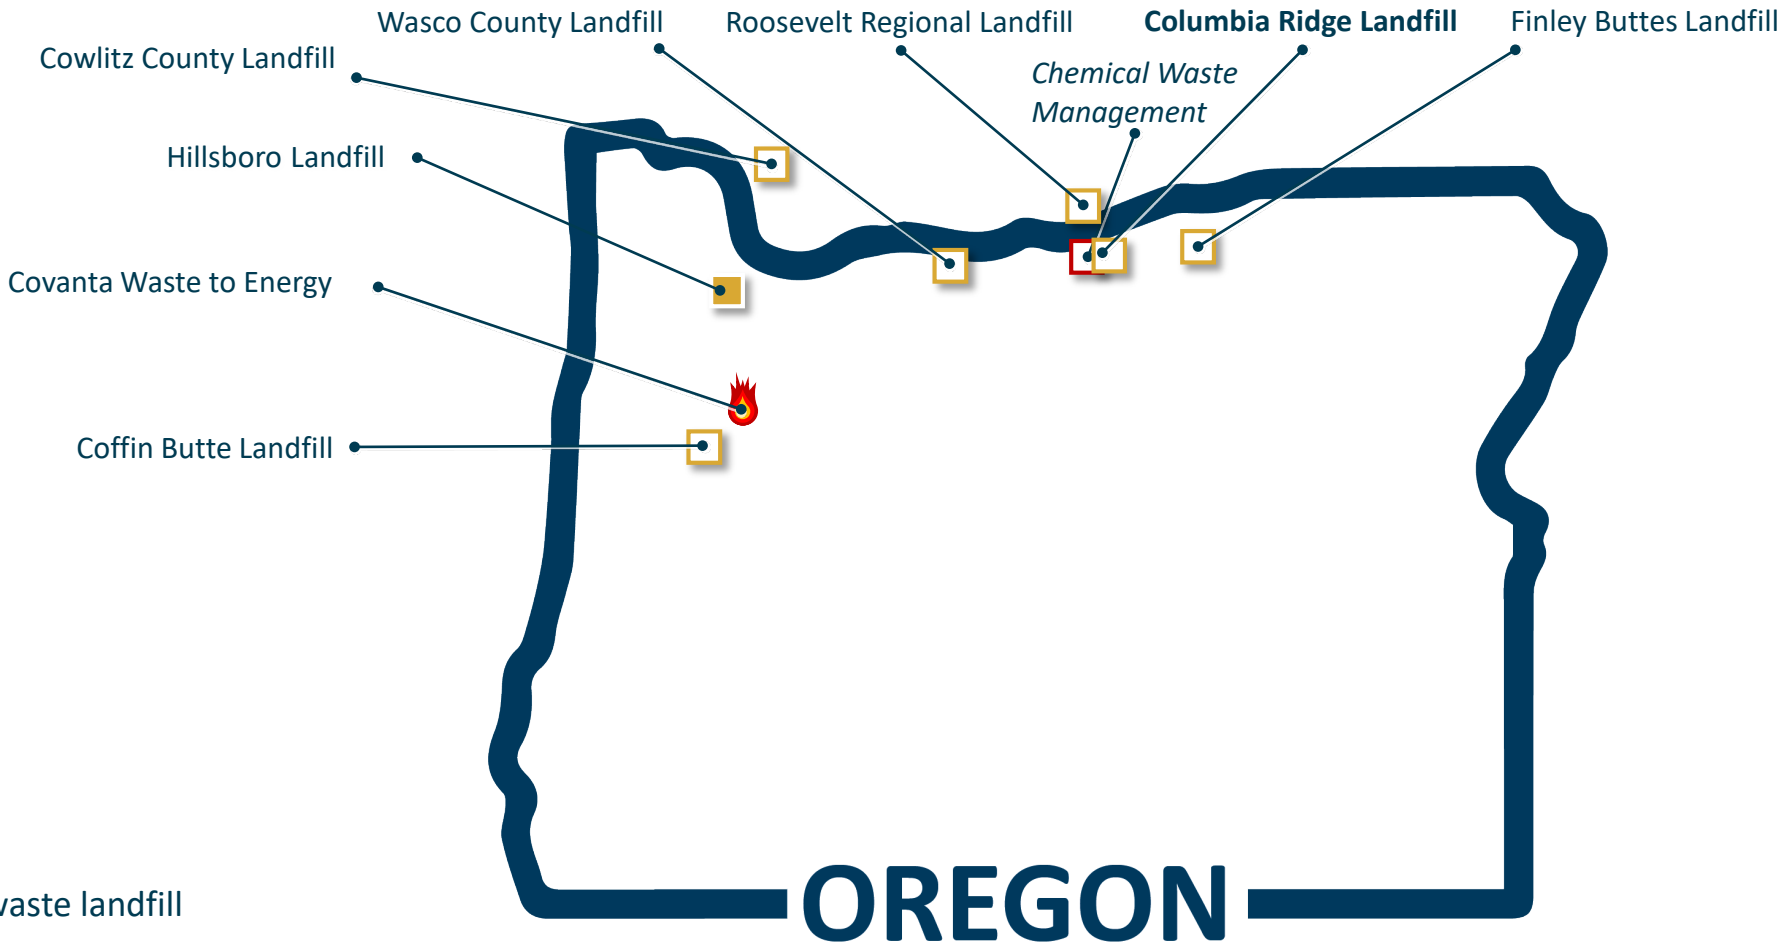 Wasco County Landfill
Roosevelt Regional Landfill
Columbia Ridge Landfill
Finley Buttes Landfill
Cowlitz County Landfill
Chemical Waste
Management
Hillsboro Landfill
Covanta Waste to Energy
Coffin Butte Landfill
landfill
OREGON